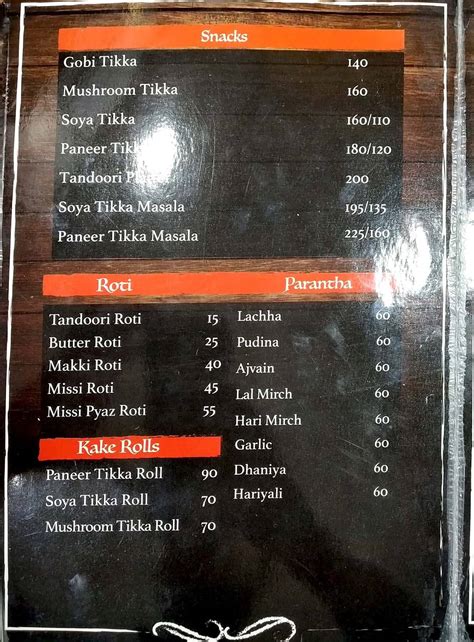 Snacks
Gobi Tikka 140
Mushroom Tikka 160
Soya Tikka 160/110
Paneer Tikka 180/120
Tandoori 200
Soya Tikka Masala 195/135
Paneer Tikka Masala 225/160
Roti
Tandoori Roti 15
Butter Roti 25
Makki Roti 40
Missi Roti 45
Missi Pyaz Roti 55
Kake Rolls
Paneer Tikka Roll 90
Soya Tikka Roll 70
Mushroom Tikka Roll 70
Parantha
Lachha 60
Pudina 60
Ajvain 60
Lal Mirch 60
Hari Mirch 60
Garlic 60
Dhaniya 60
Hariyali 60